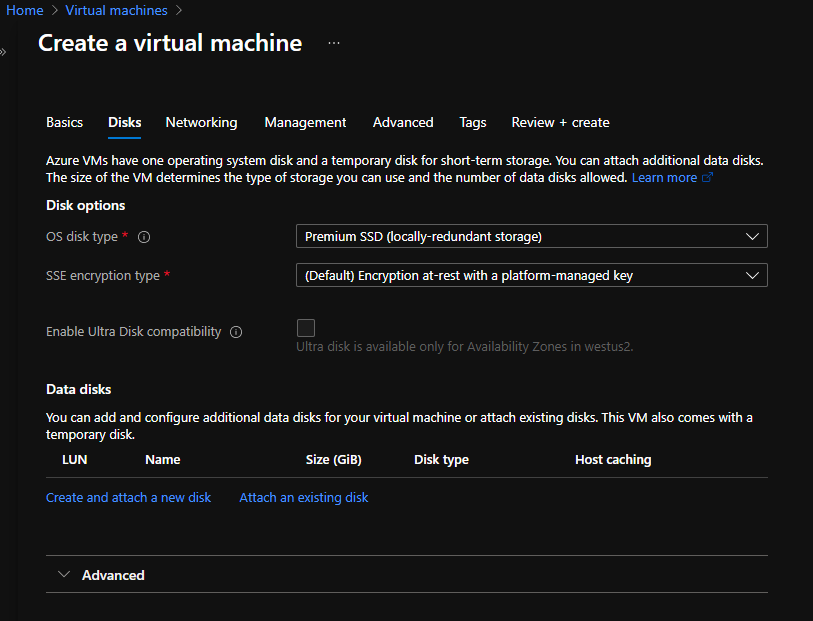 Home > Virtual machines >
»
Create a virtual machine ...
Basics Disks Networking Management Advanced Tags Review + create
Azure VMs have one operating system disk and a temporary disk for short-term storage. You can attach additional data disks.
The size of the VM determines the type of storage you can use and the number of data disks allowed. Learn more
Disk options
OS disk type * Premium SSD (locally-redundant storage)
SSE encryption type * (Default) Encryption at-rest with a platform-managed key
Enable Ultra Disk compatibility
Ultra disk is available only for Availability Zones in westus2.
Data disks
You can add and configure additional data disks for your virtual machine or attach existing disks. This VM also comes with a
temporary disk.
LUN Name Size (GiB) Disk type Host caching
Create and attach a new disk Attach an existing disk
Advanced